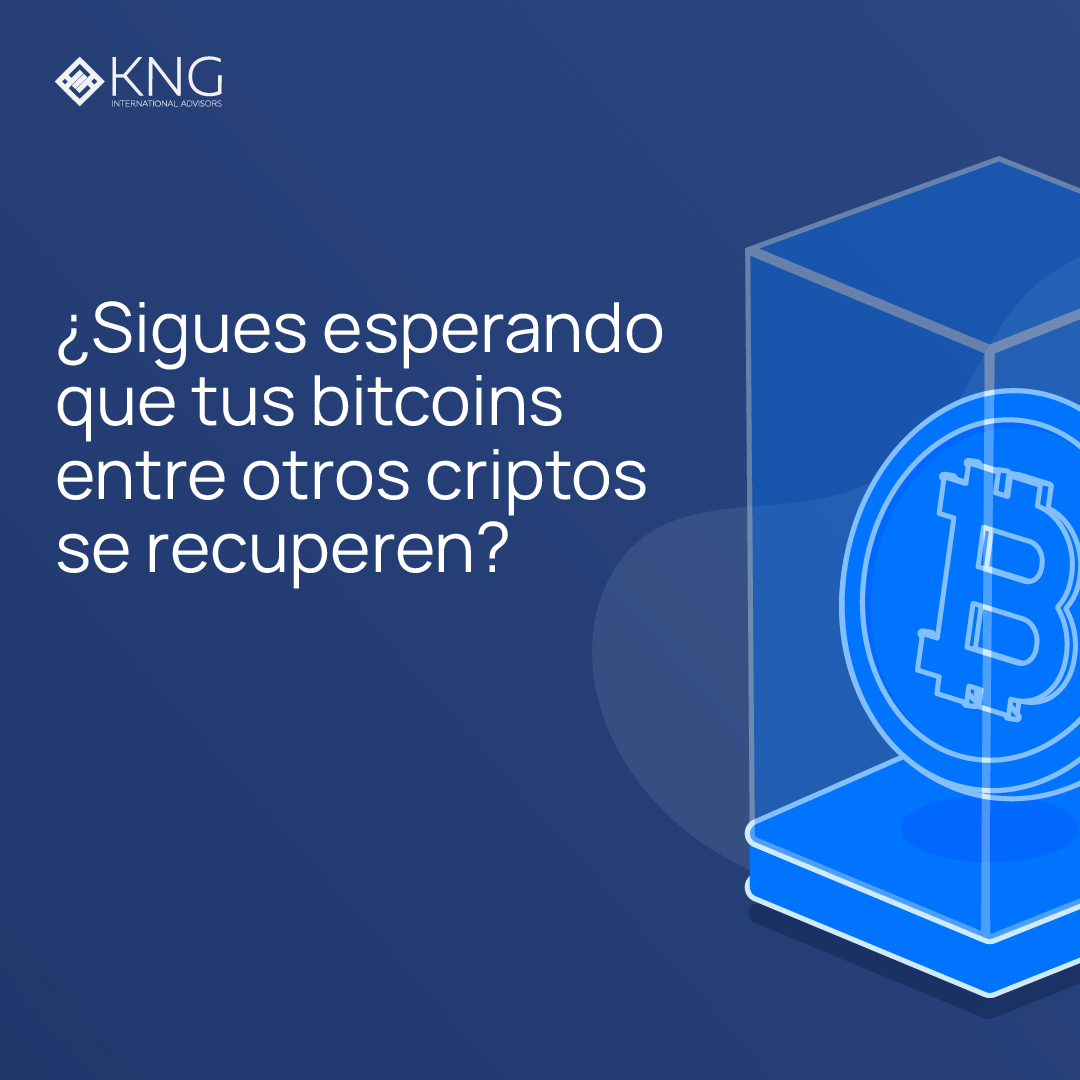 KNG
INTERNATIONAL ADVISORS
¿Sigues esperando
que tus bitcoins
entre otros criptos
se recuperen?